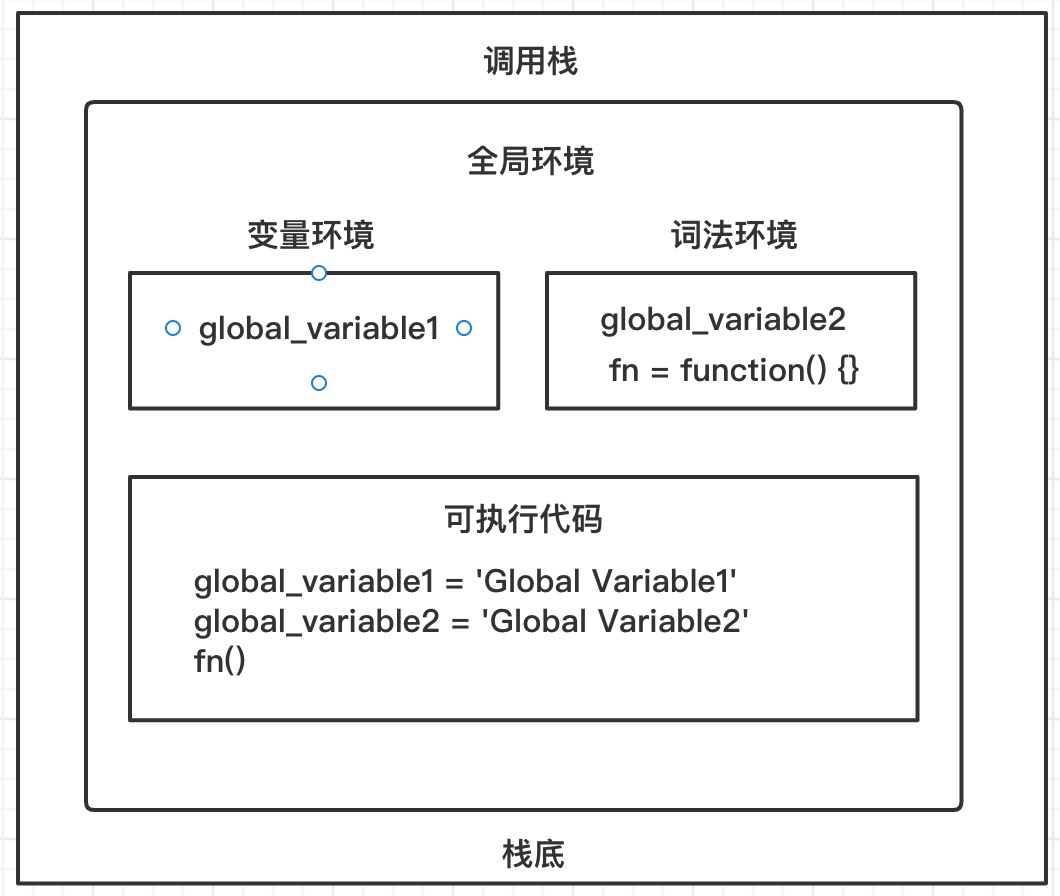 调用栈
全局环境
变量环境
词法环境
global_variable1
global_variable2
fn = function() {}
可执行代码
global_variable1 = 'Global Variable1'
global_variable2 = 'Global Variable2'
fn()
栈底